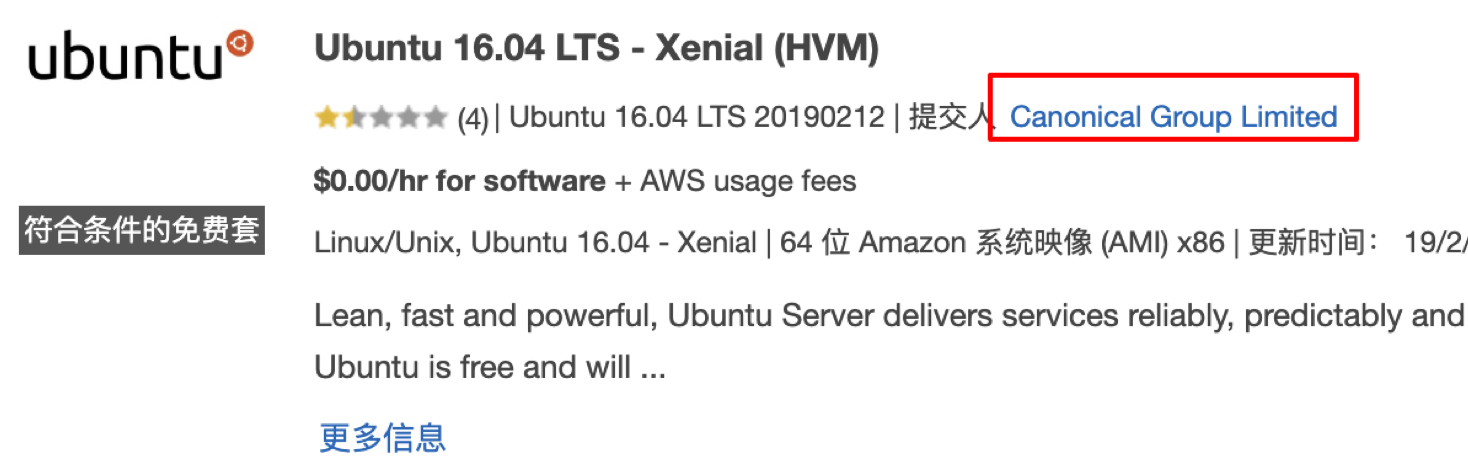 ubuntu
Ubuntu 16.04 LTS - Xenial (HVM)
(4) | Ubuntu 16.04 LTS 20190212 | 提交人 Canonical Group Limited
$0.00/hr for software + AWS usage fees
符合条件的免费套
Linux/Unix, Ubuntu 16.04 - Xenial | 64 位 Amazon 系统映像 (AMI) x86 | 更新时间： 19/2/
Lean, fast and powerful, Ubuntu Server delivers services reliably, predictably and
Ubuntu is free and will ...
更多信息